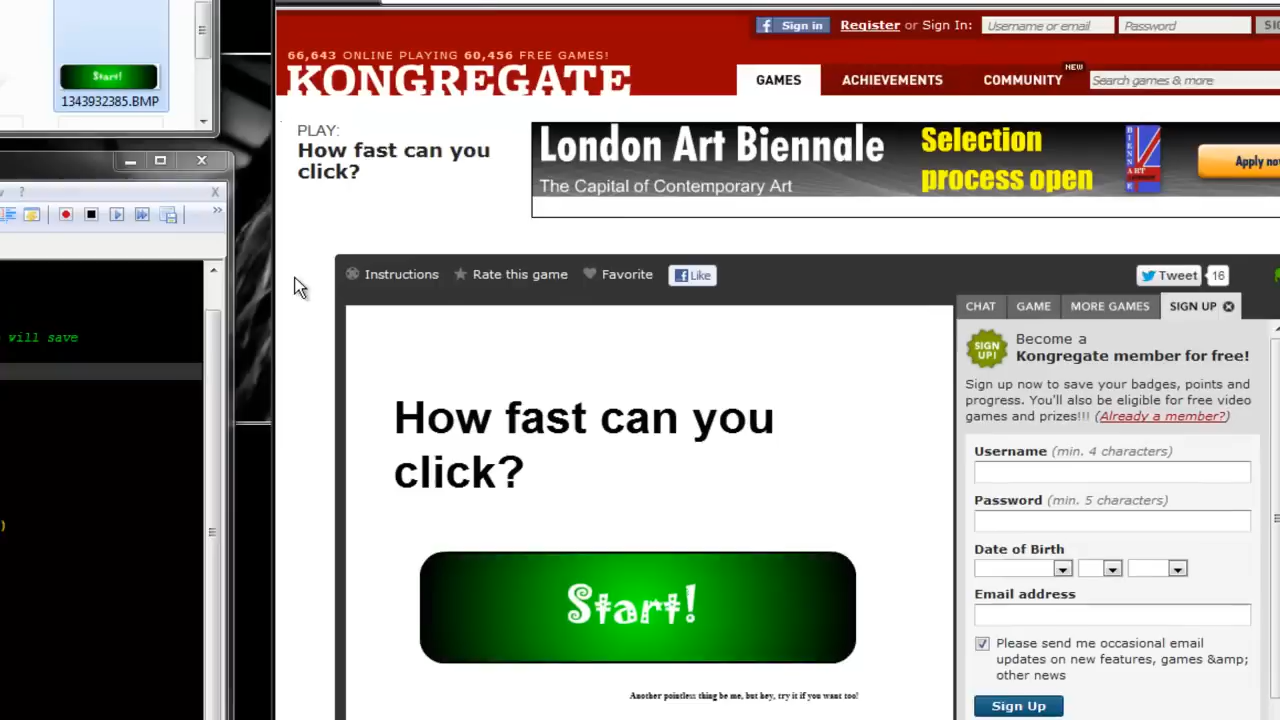 Start!
1343932385.BMP
?
will save
)
Sign in
Register or Sign In:
Username or email
Password
66,643 ONLINE PLAYING 60,456 FREE GAMES!
KONGREGATE
GAMES
ACHIEVEMENTS
COMMUNITY
NEW
Search games & more
PLAY:
How fast can you
click?
London Art Biennale
The Capital of Contemporary Art
Selection
process open
BIENN
ART
Apply
Instructions
Rate this game
Favorite
Like
Tweet
16
CHAT
GAME
MORE GAMES
SIGN UP
How fast can you
click?
Start!
Another pointless thing be me, but hey, try it if you want too!
SIGN
UP!
Become a
Kongregate member for free!
Sign up now to save your badges, points and
progress. You'll also be eligible for free video
games and prizes!!! (Already a member?)
Username (min. 4 characters)
Password (min. 5 characters)
Date of Birth
Email address
Please send me occasional email
updates on new features, games &amp;
other news
Sign Up